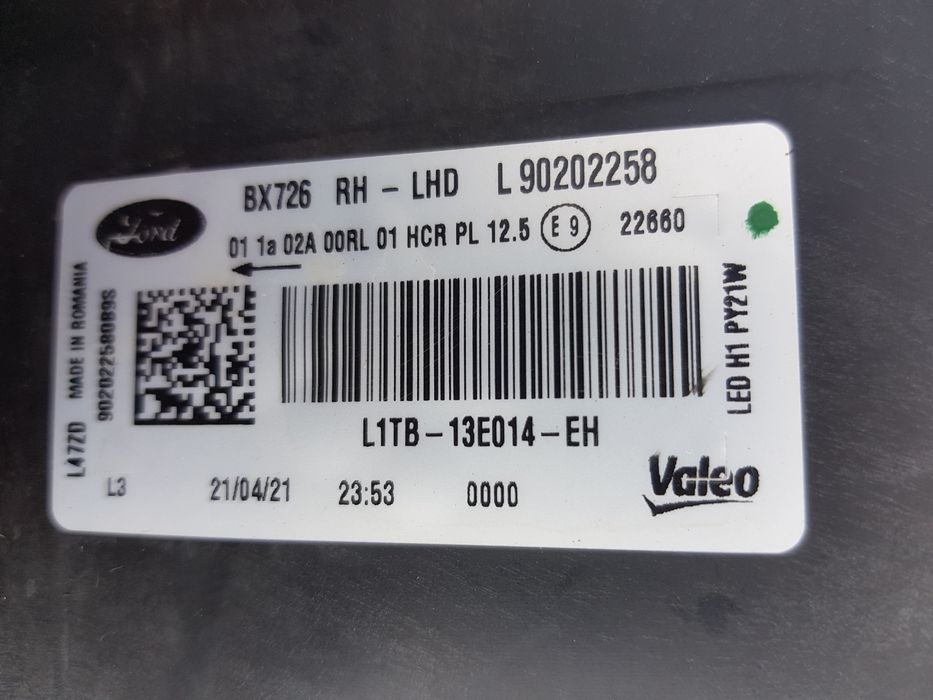 BX726 RH - LHD L 90202258
Ford
01 1a 02A 00RL 01 HCR PL 12.5 E 9 22660
L477D MADE IN ROMANIA
90202258089S
LED H1 PY21W
L1TB-13E014-EH
L3 21/04/21 23:53 0000
Valeo